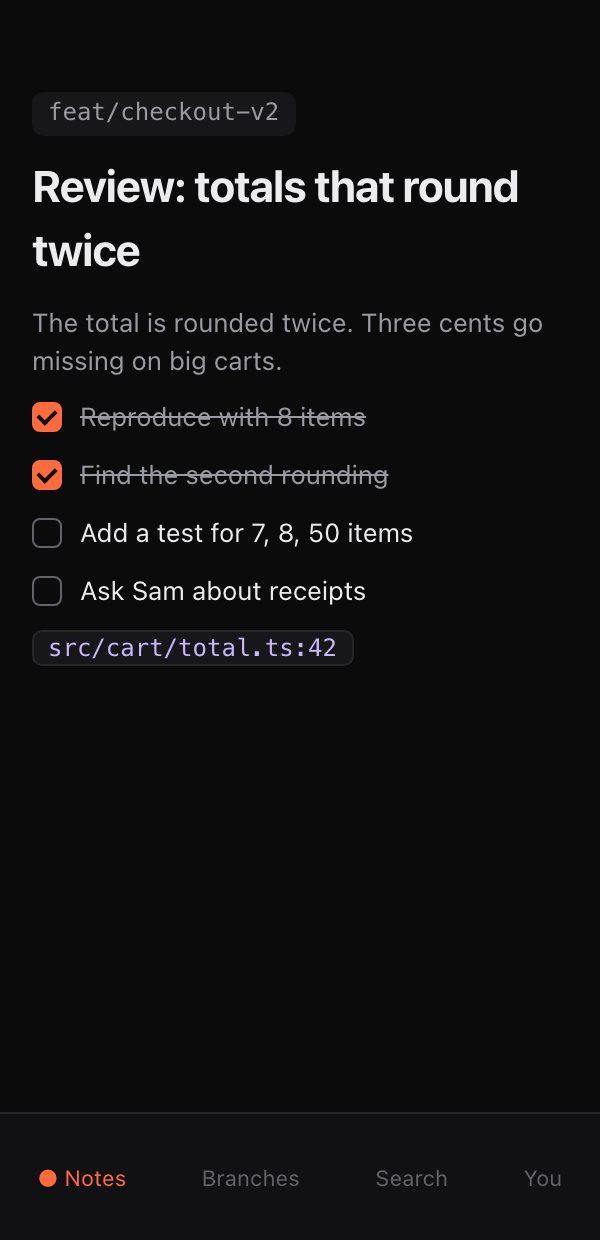 feat/checkout-v2
Review: totals that round
twice
The total is rounded twice. Three cents go
missing on big carts.
Reproduce with 8 items
Find the second rounding
Add a test for 7, 8, 50 items
Ask Sam about receipts
src/cart/total.ts:42
Notes Branches Search You